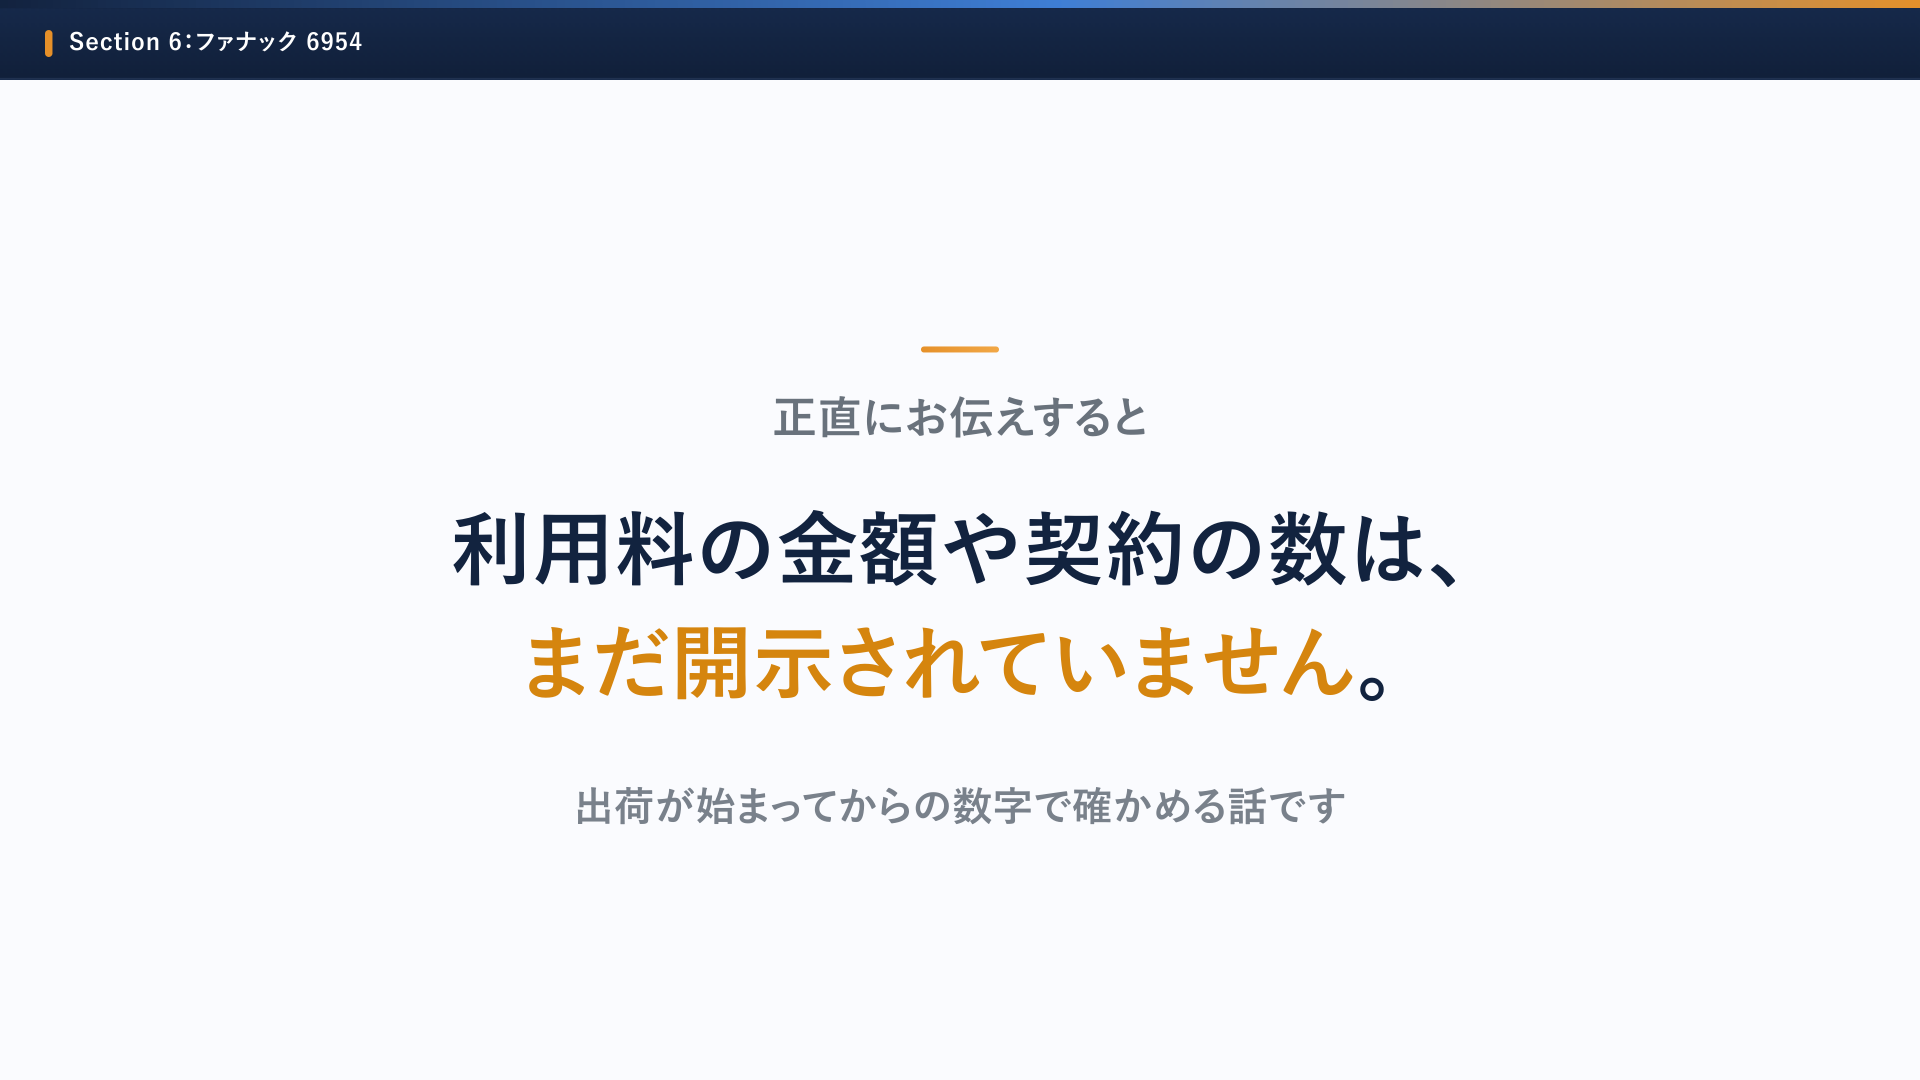 Section 6：ファナック 6954
正直にお伝えすると
利用料の金額や契約の数は、
まだ開示されていません。
出荷が始まってからの数字で確かめる話です